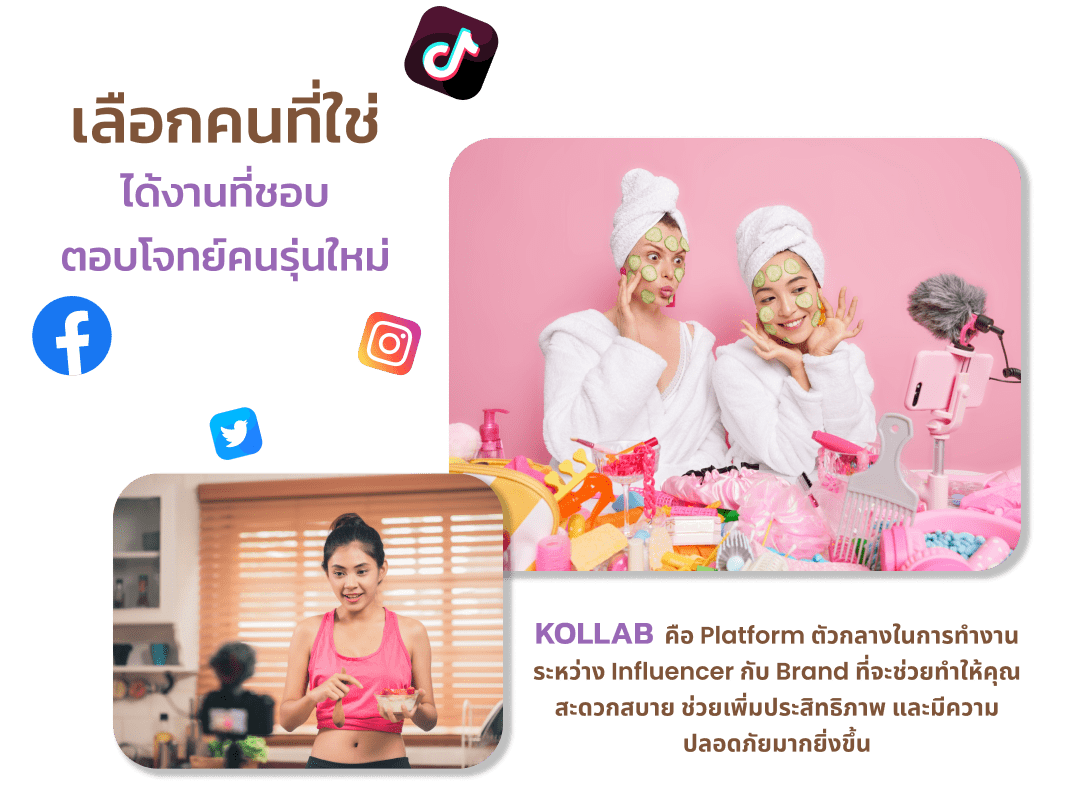 เลือกคนที่ใช่
ได้งานที่ชอบ
ตอบโจทย์คนรุ่นใหม่
KOLLAB คือ Platform ตัวกลางในการทำงาน
ระหว่าง Influencer กับ Brand ที่จะช่วยทำให้คุณ
สะดวกสบาย ช่วยเพิ่มประสิทธิภาพ และมีความ
ปลอดภัยมากยิ่งขึ้น